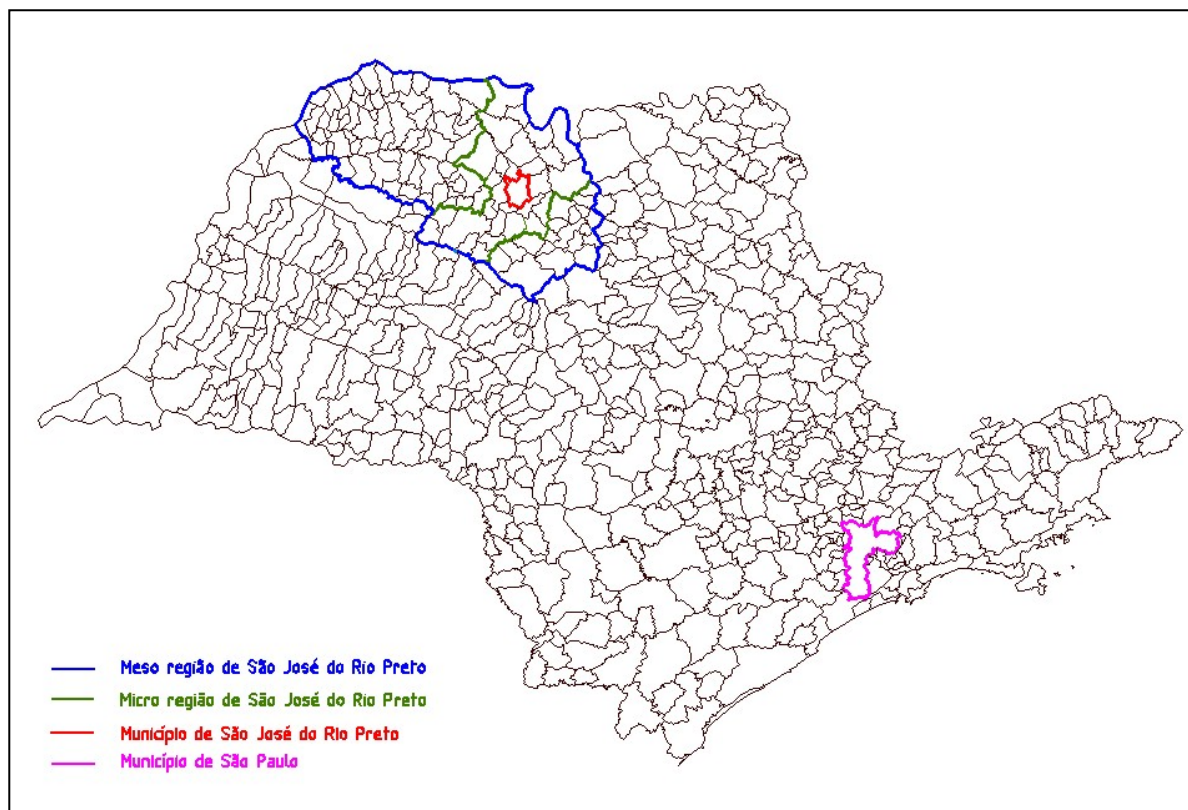 Meso região de São José do Rio Preto
Micro região de São José do Rio Preto
Município de São José do Rio Preto
Município de São Paulo